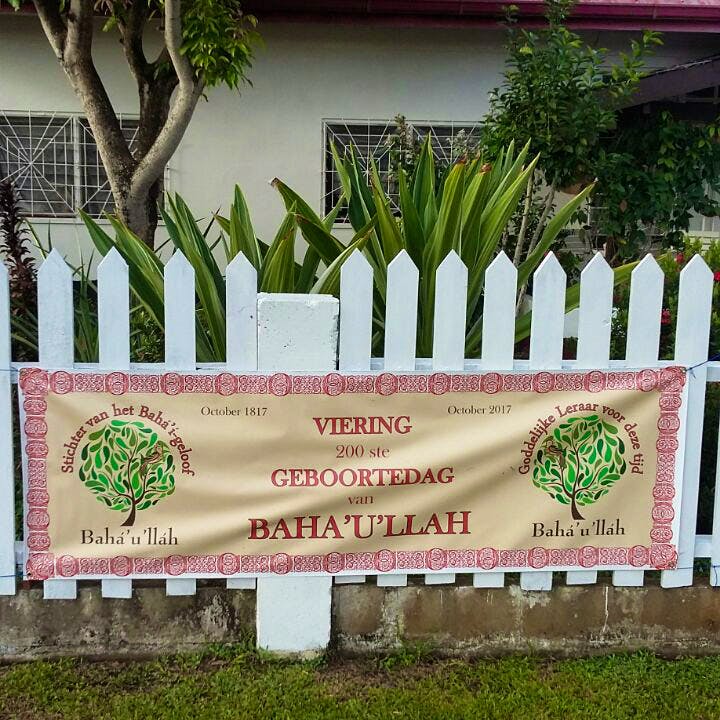 Stichter van het Baha'i-geloof
Bahá'u'lláh
October 1817
October 2017
VIERING
200 ste
GEBOORTEDAG
van
BAHA'U'LLAH
Goddelijke Leraar voor deze tijd
Bahá'u'lláh